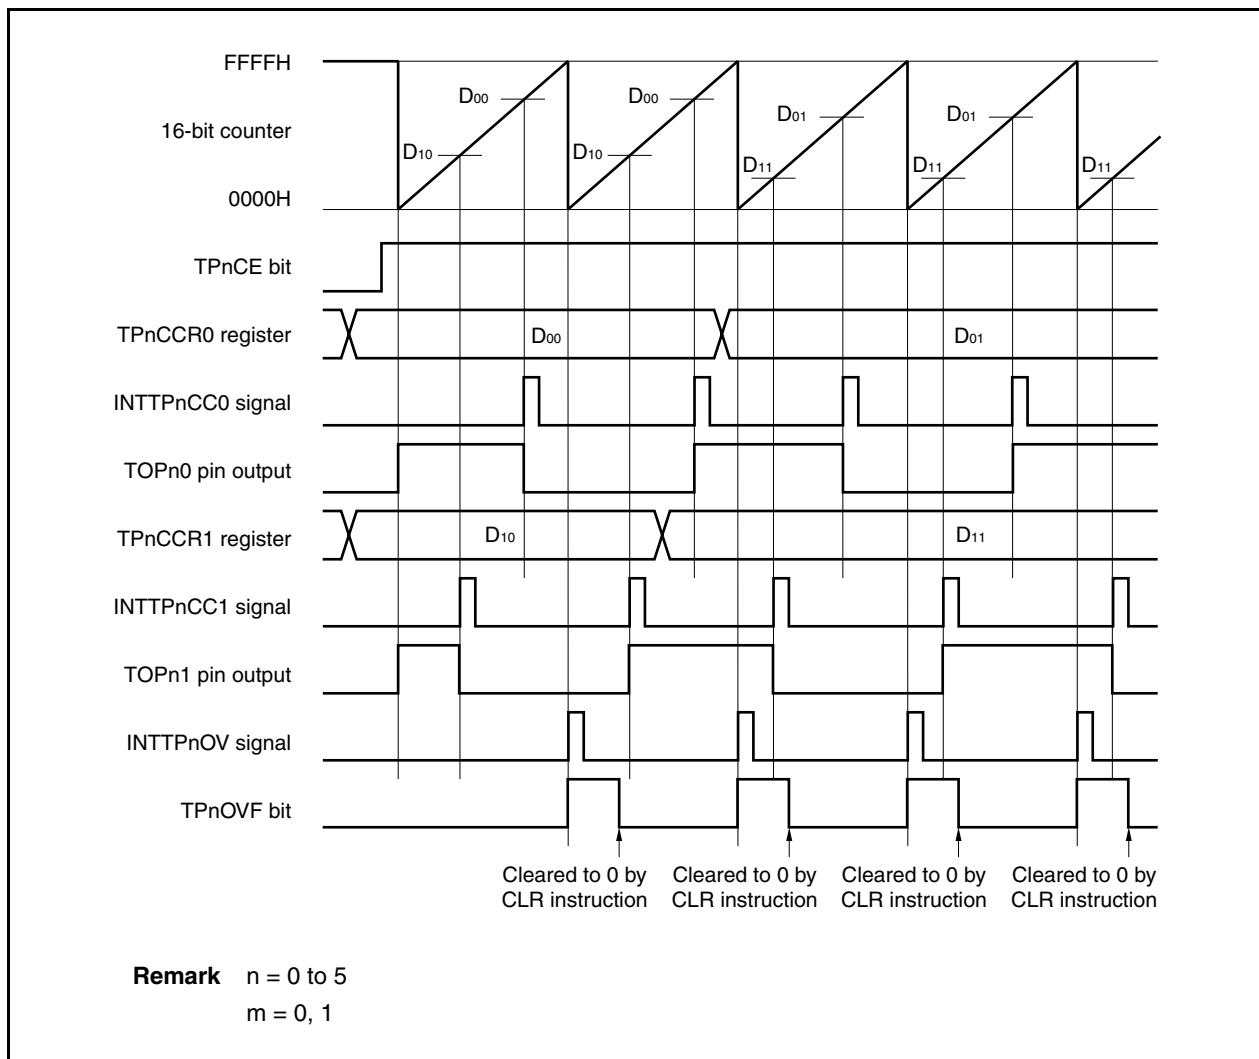 FFFFH
D00 D00
D01 D01
16-bit counter
D10 D10
D11 D11 D11
0000H
TPnCE bit
TPnCCR0 register
D00 D01
INTTPnCC0 signal
TOPn0 pin output
TPnCCR1 register
D10 D11
INTTPnCC1 signal
TOPn1 pin output
INTTPnOV signal
TPnOVF bit
Cleared to 0 by Cleared to 0 by Cleared to 0 by Cleared to 0 by
CLR instruction CLR instruction CLR instruction CLR instruction
Remark n = 0 to 5
m = 0, 1